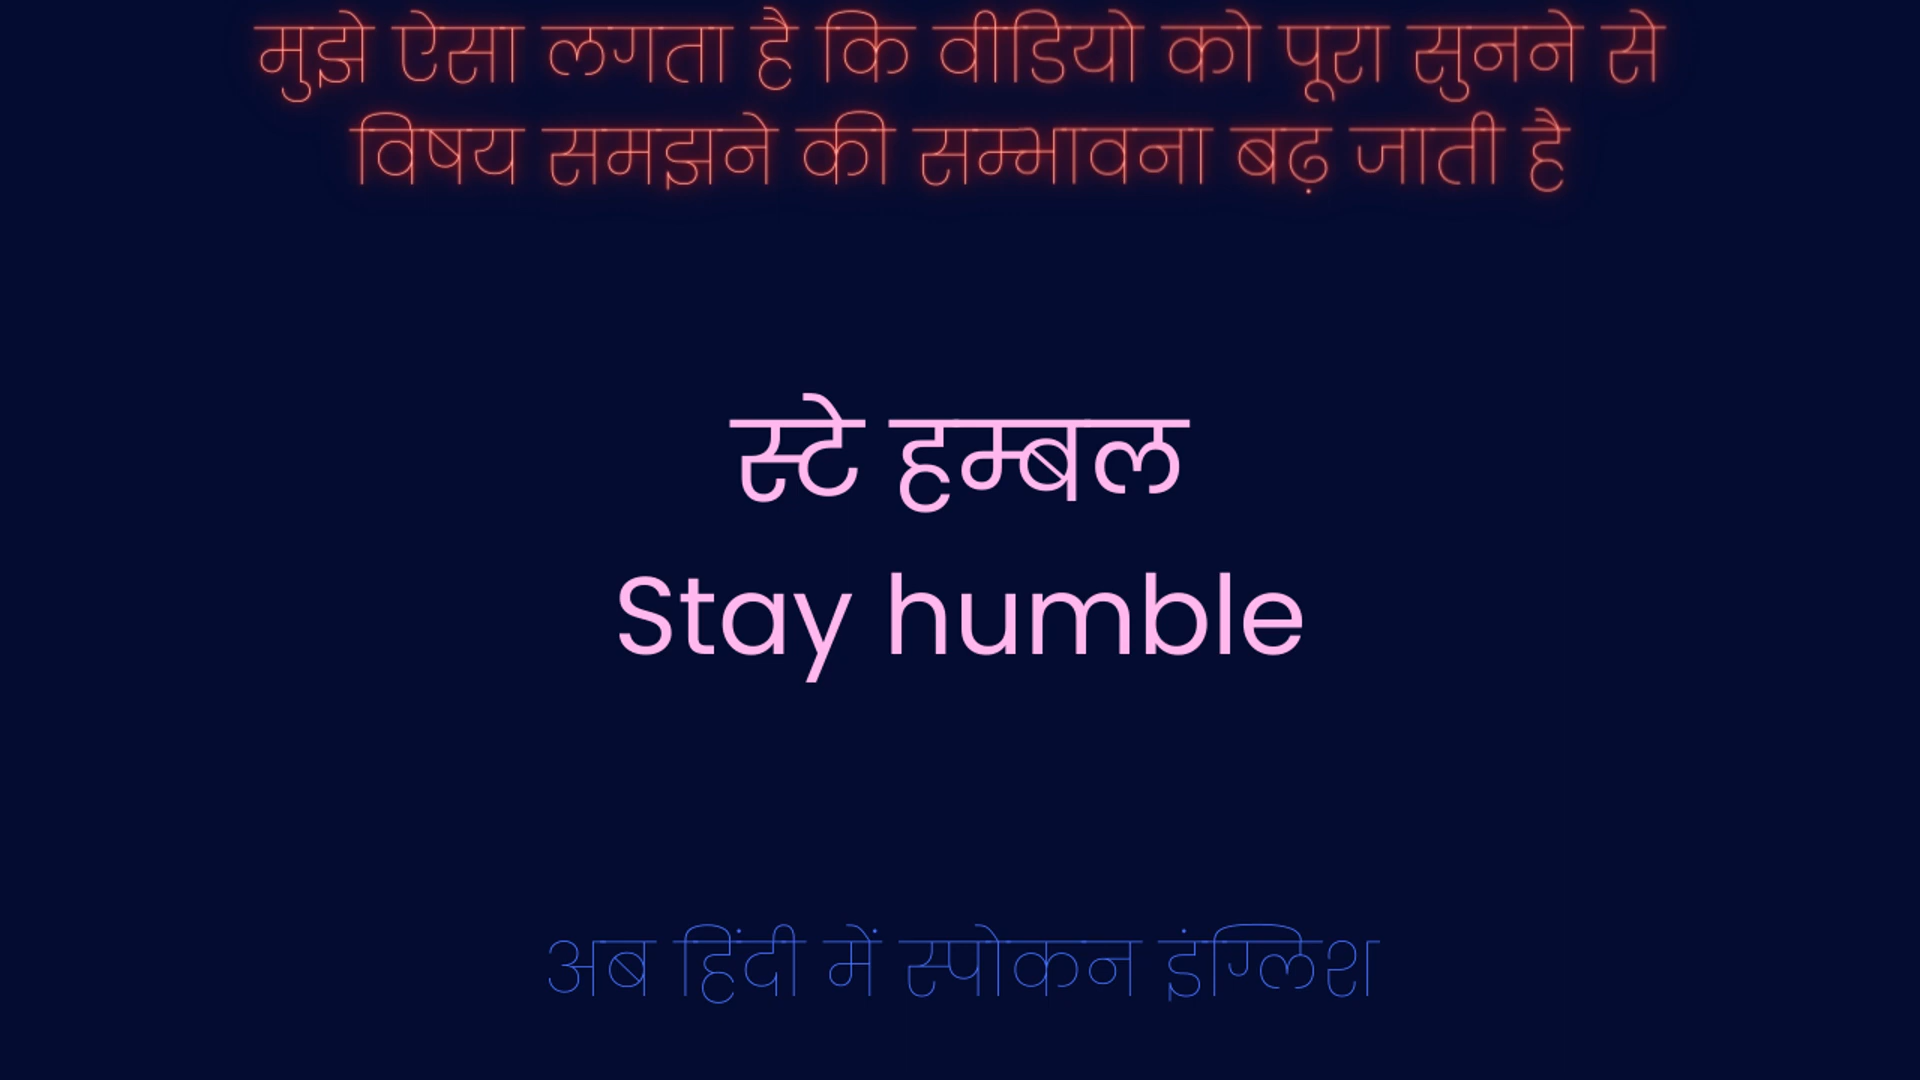 मुझे ऐसा लगता है कि वीडियो को पूरा सुनने से
विषय समझने की सम्भावना बढ़ जाती है
स्टे हम्बल
Stay humble
अब हिंदी में स्पोकन इंग्लिश